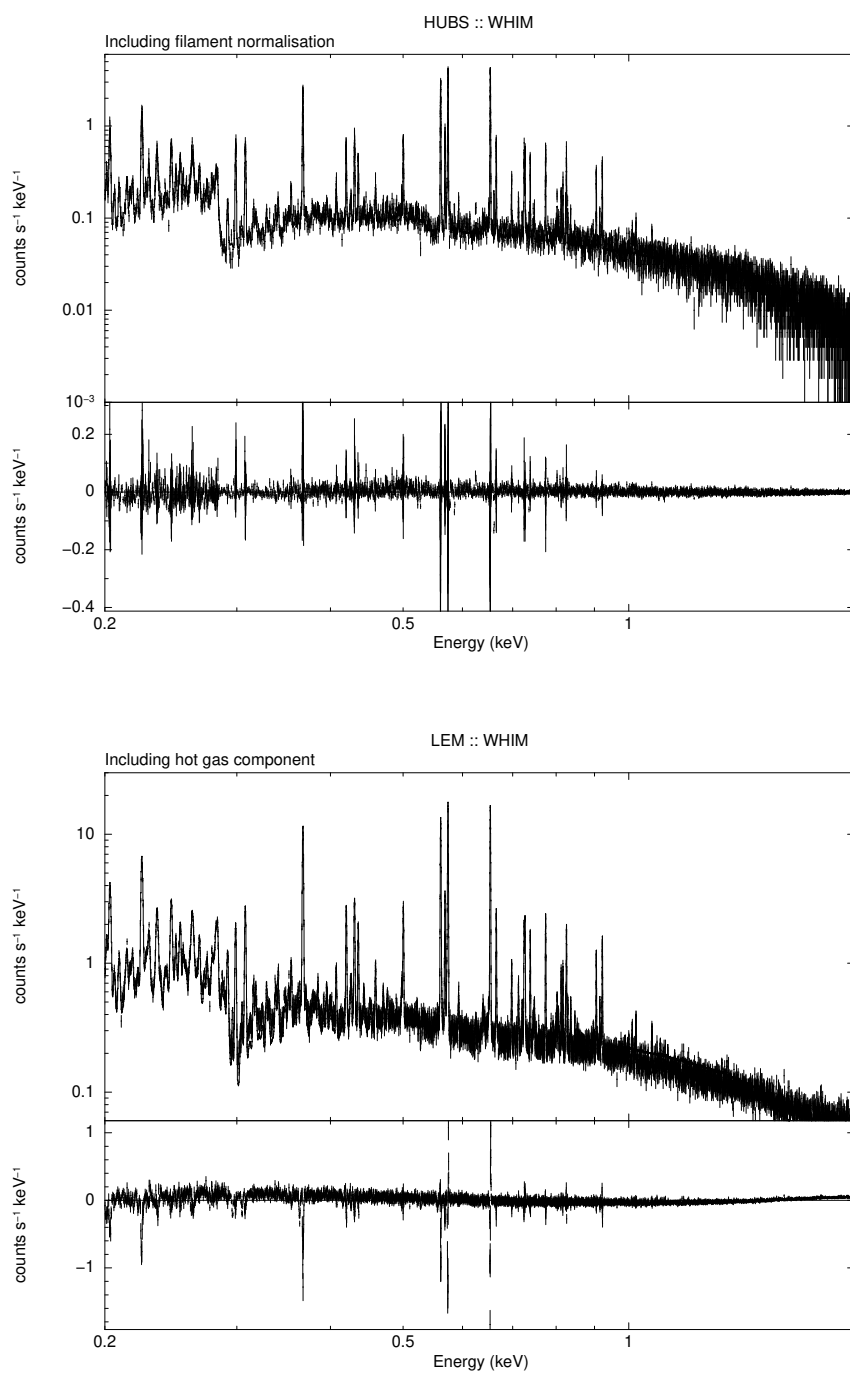 HUBS :: WHIM
Including filament normalisation
counts s⁻¹ keV⁻¹
1
0.1
0.01
10⁻³
counts s⁻¹ keV⁻¹
0.2
0
−0.2
−0.4
0.2 0.5 1
Energy (keV)
LEM :: WHIM
Including hot gas component
counts s⁻¹ keV⁻¹
10
1
0.1
counts s⁻¹ keV⁻¹
1
0
−1
0.2 0.5 1
Energy (keV)